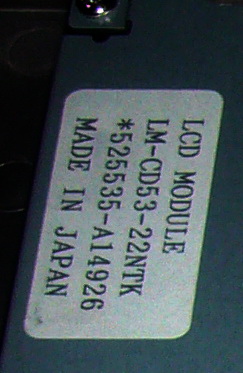 LCD MODULE
LM-CD53-22NTK
*525535-A14926
MADE IN JAPAN